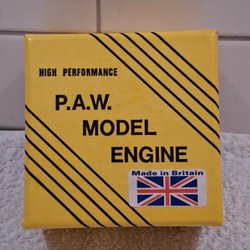 HIGH PERFORMANCE
P.A.W.
MODEL
ENGINE
Made in Britain